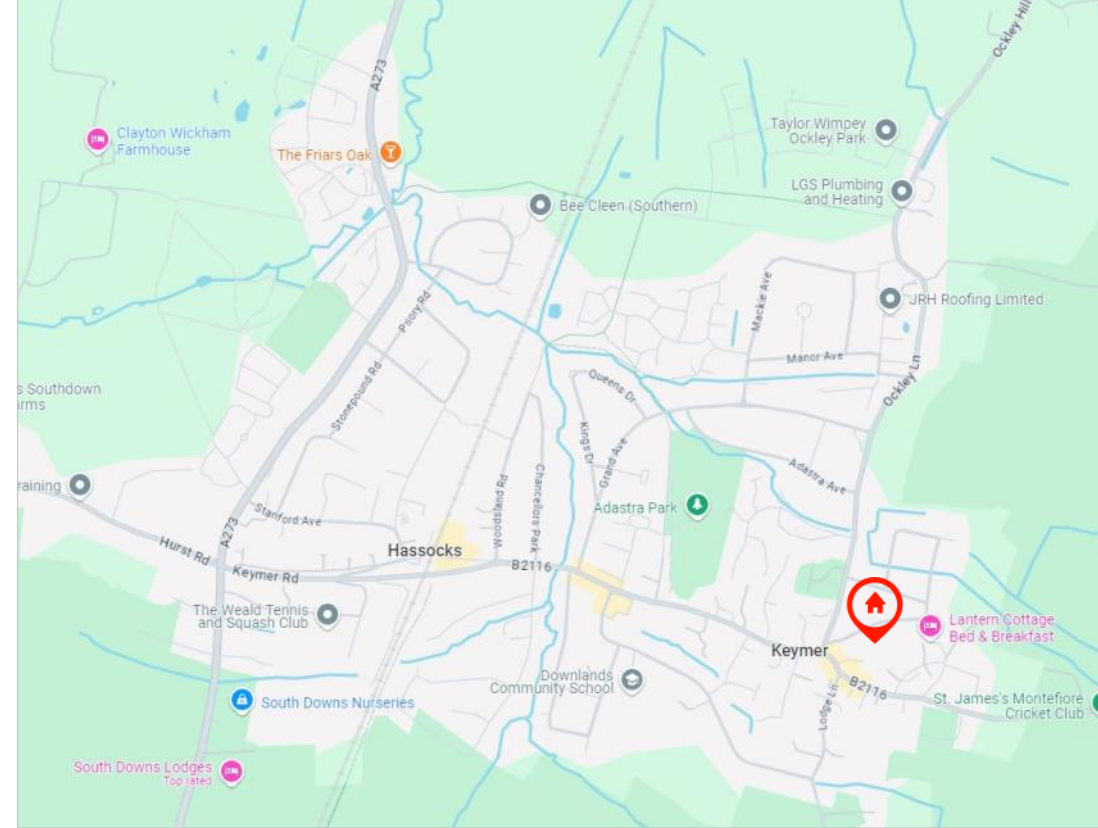 Ockley Hill
A273
Clayton Wickham
Farmhouse
The Friars Oak
Taylor Wimpey
Ockley Park
LGS Plumbing
and Heating
Bee Cleen (Southern)
JRH Roofing Limited
Mackie Ave
Priory Rd
Manor Ave
Ockley Ln
s Southdown
rms
Stonepound Rd
Queens Dr
Kings Dr
Grand Ave
Adastra Ave
raining
Woodsland Rd
Chancellors Park
Adastra Park
Stanford Ave
A273
Hurst Rd
Hassocks
Keymer Rd
B2116
The Weald Tennis
and Squash Club
Lantern Cottage
Bed & Breakfast
Keymer
Downlands
Community School
B2116
Lodge Ln
South Downs Nurseries
St. James's Montefiore
Cricket Club
South Downs Lodges
Top rated